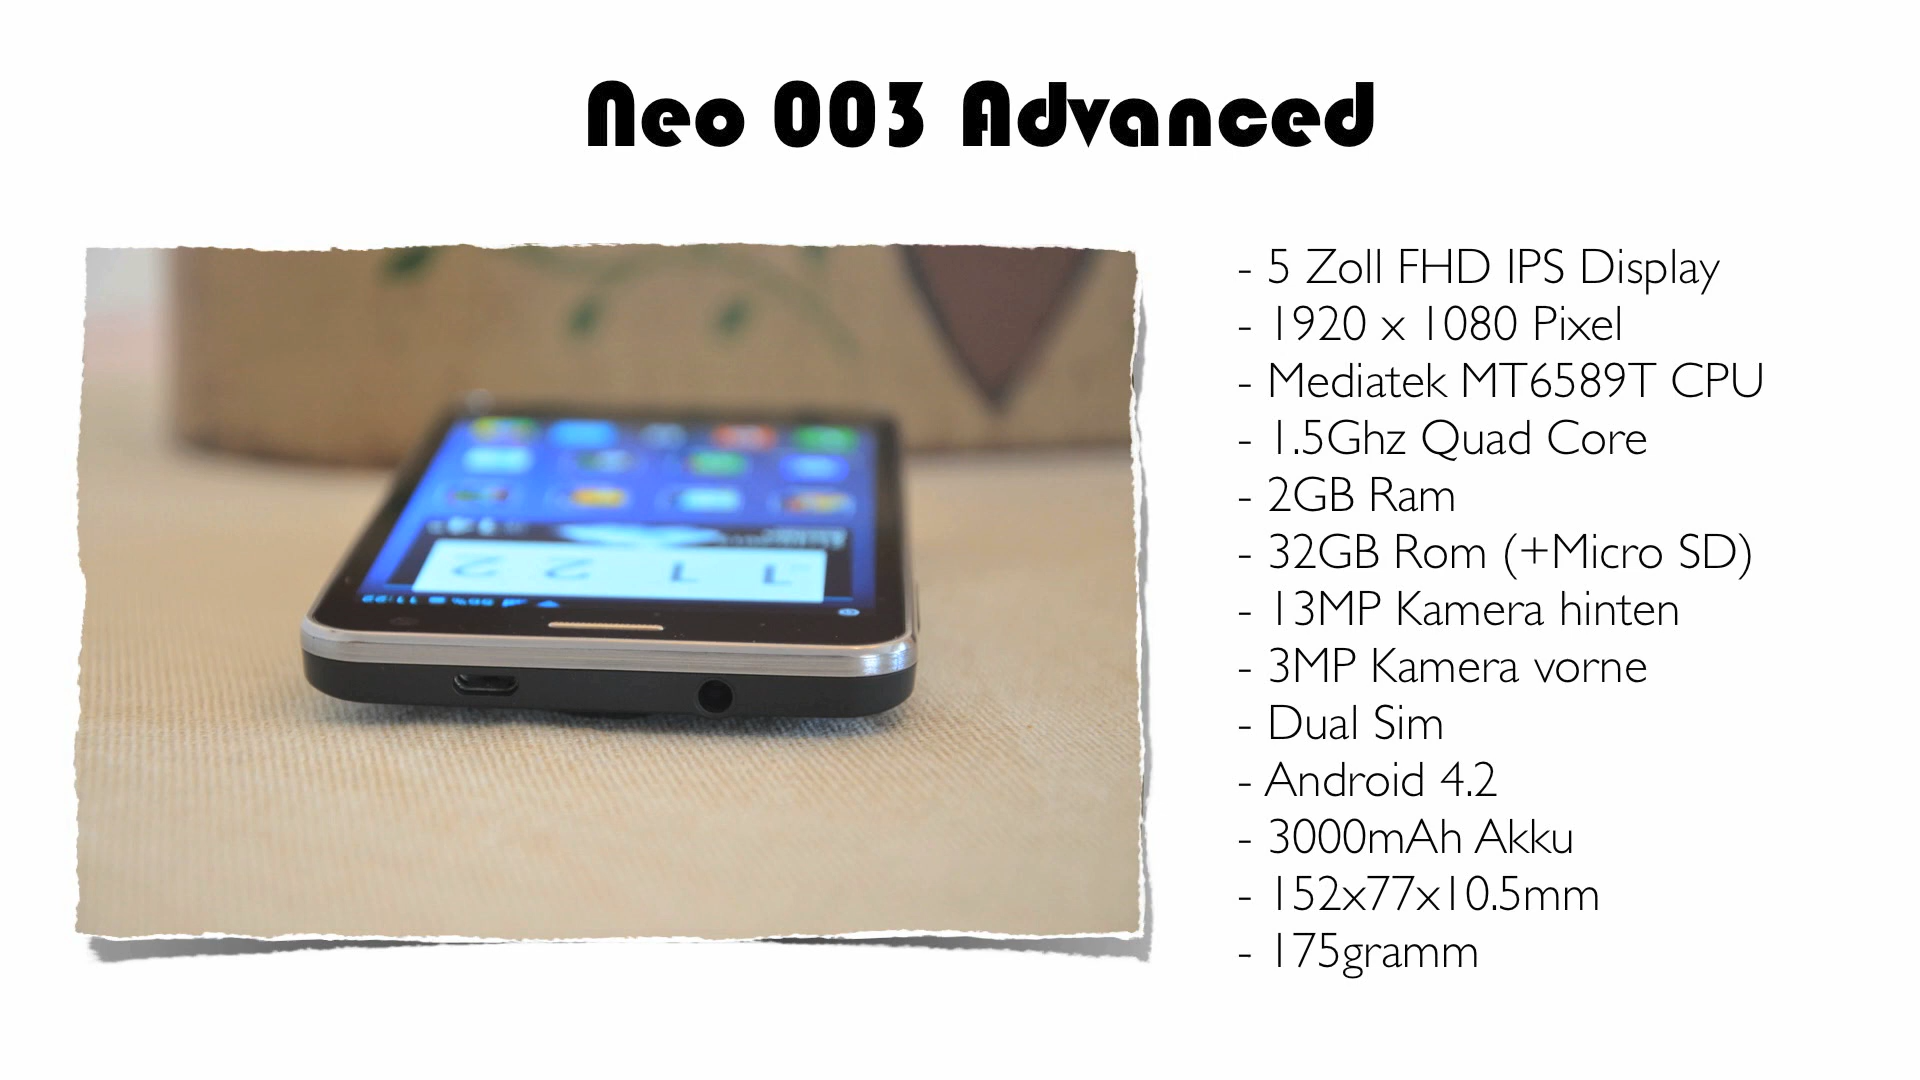 Neo 003 Advanced
- 5 Zoll FHD IPS Display
- 1920 x 1080 Pixel
- Mediatek MT6589T CPU
- 1.5Ghz Quad Core
- 2GB Ram
- 32GB Rom (+Micro SD)
- 13MP Kamera hinten
- 3MP Kamera vorne
- Dual Sim
- Android 4.2
- 3000mAh Akku
- 152x77x10.5mm
- 175gramm